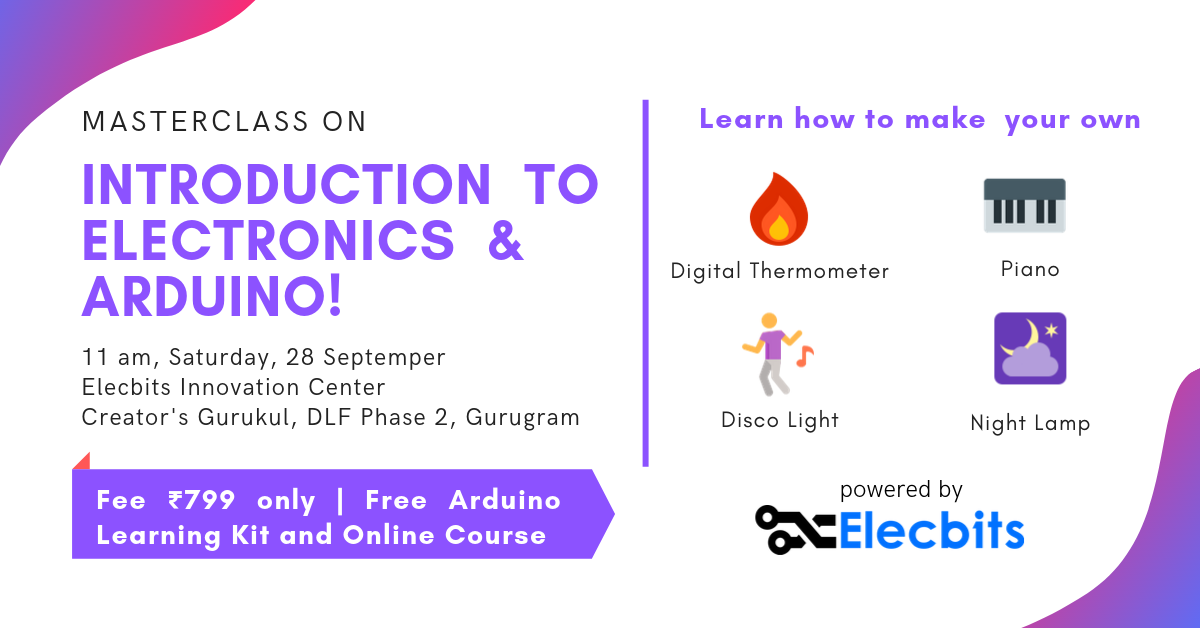 MASTERCLASS ON
INTRODUCTION TO
ELECTRONICS &
ARDUINO!
11 am, Saturday, 28 Septemper
Elecbits Innovation Center
Creator's Gurukul, DLF Phase 2, Gurugram
Fee ₹799 only | Free Arduino
Learning Kit and Online Course
Learn how to make your own
Digital Thermometer
Piano
Disco Light
Night Lamp
powered by
Elecbits